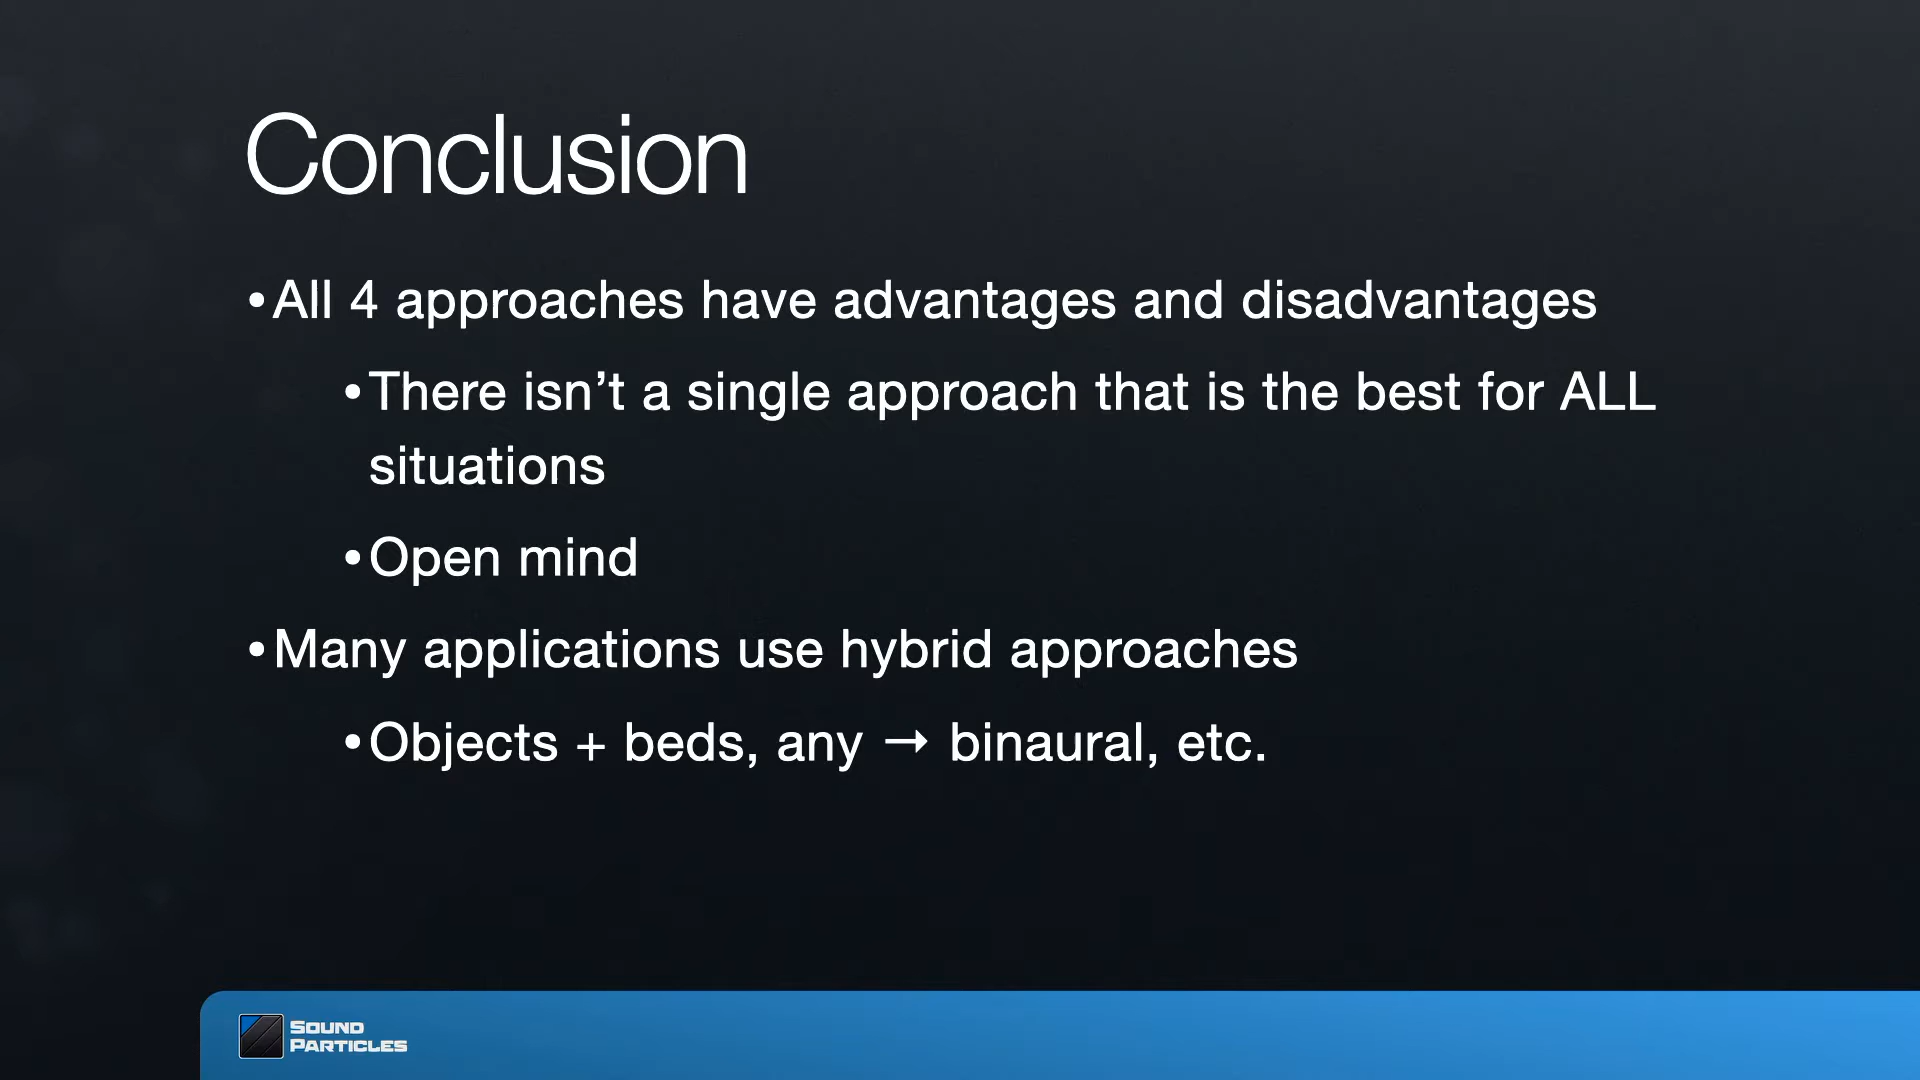 Conclusion
•All 4 approaches have advantages and disadvantages
•There isn’t a single approach that is the best for ALL
situations
•Open mind
•Many applications use hybrid approaches
•Objects + beds, any → binaural, etc.
SOUND
PARTICLES